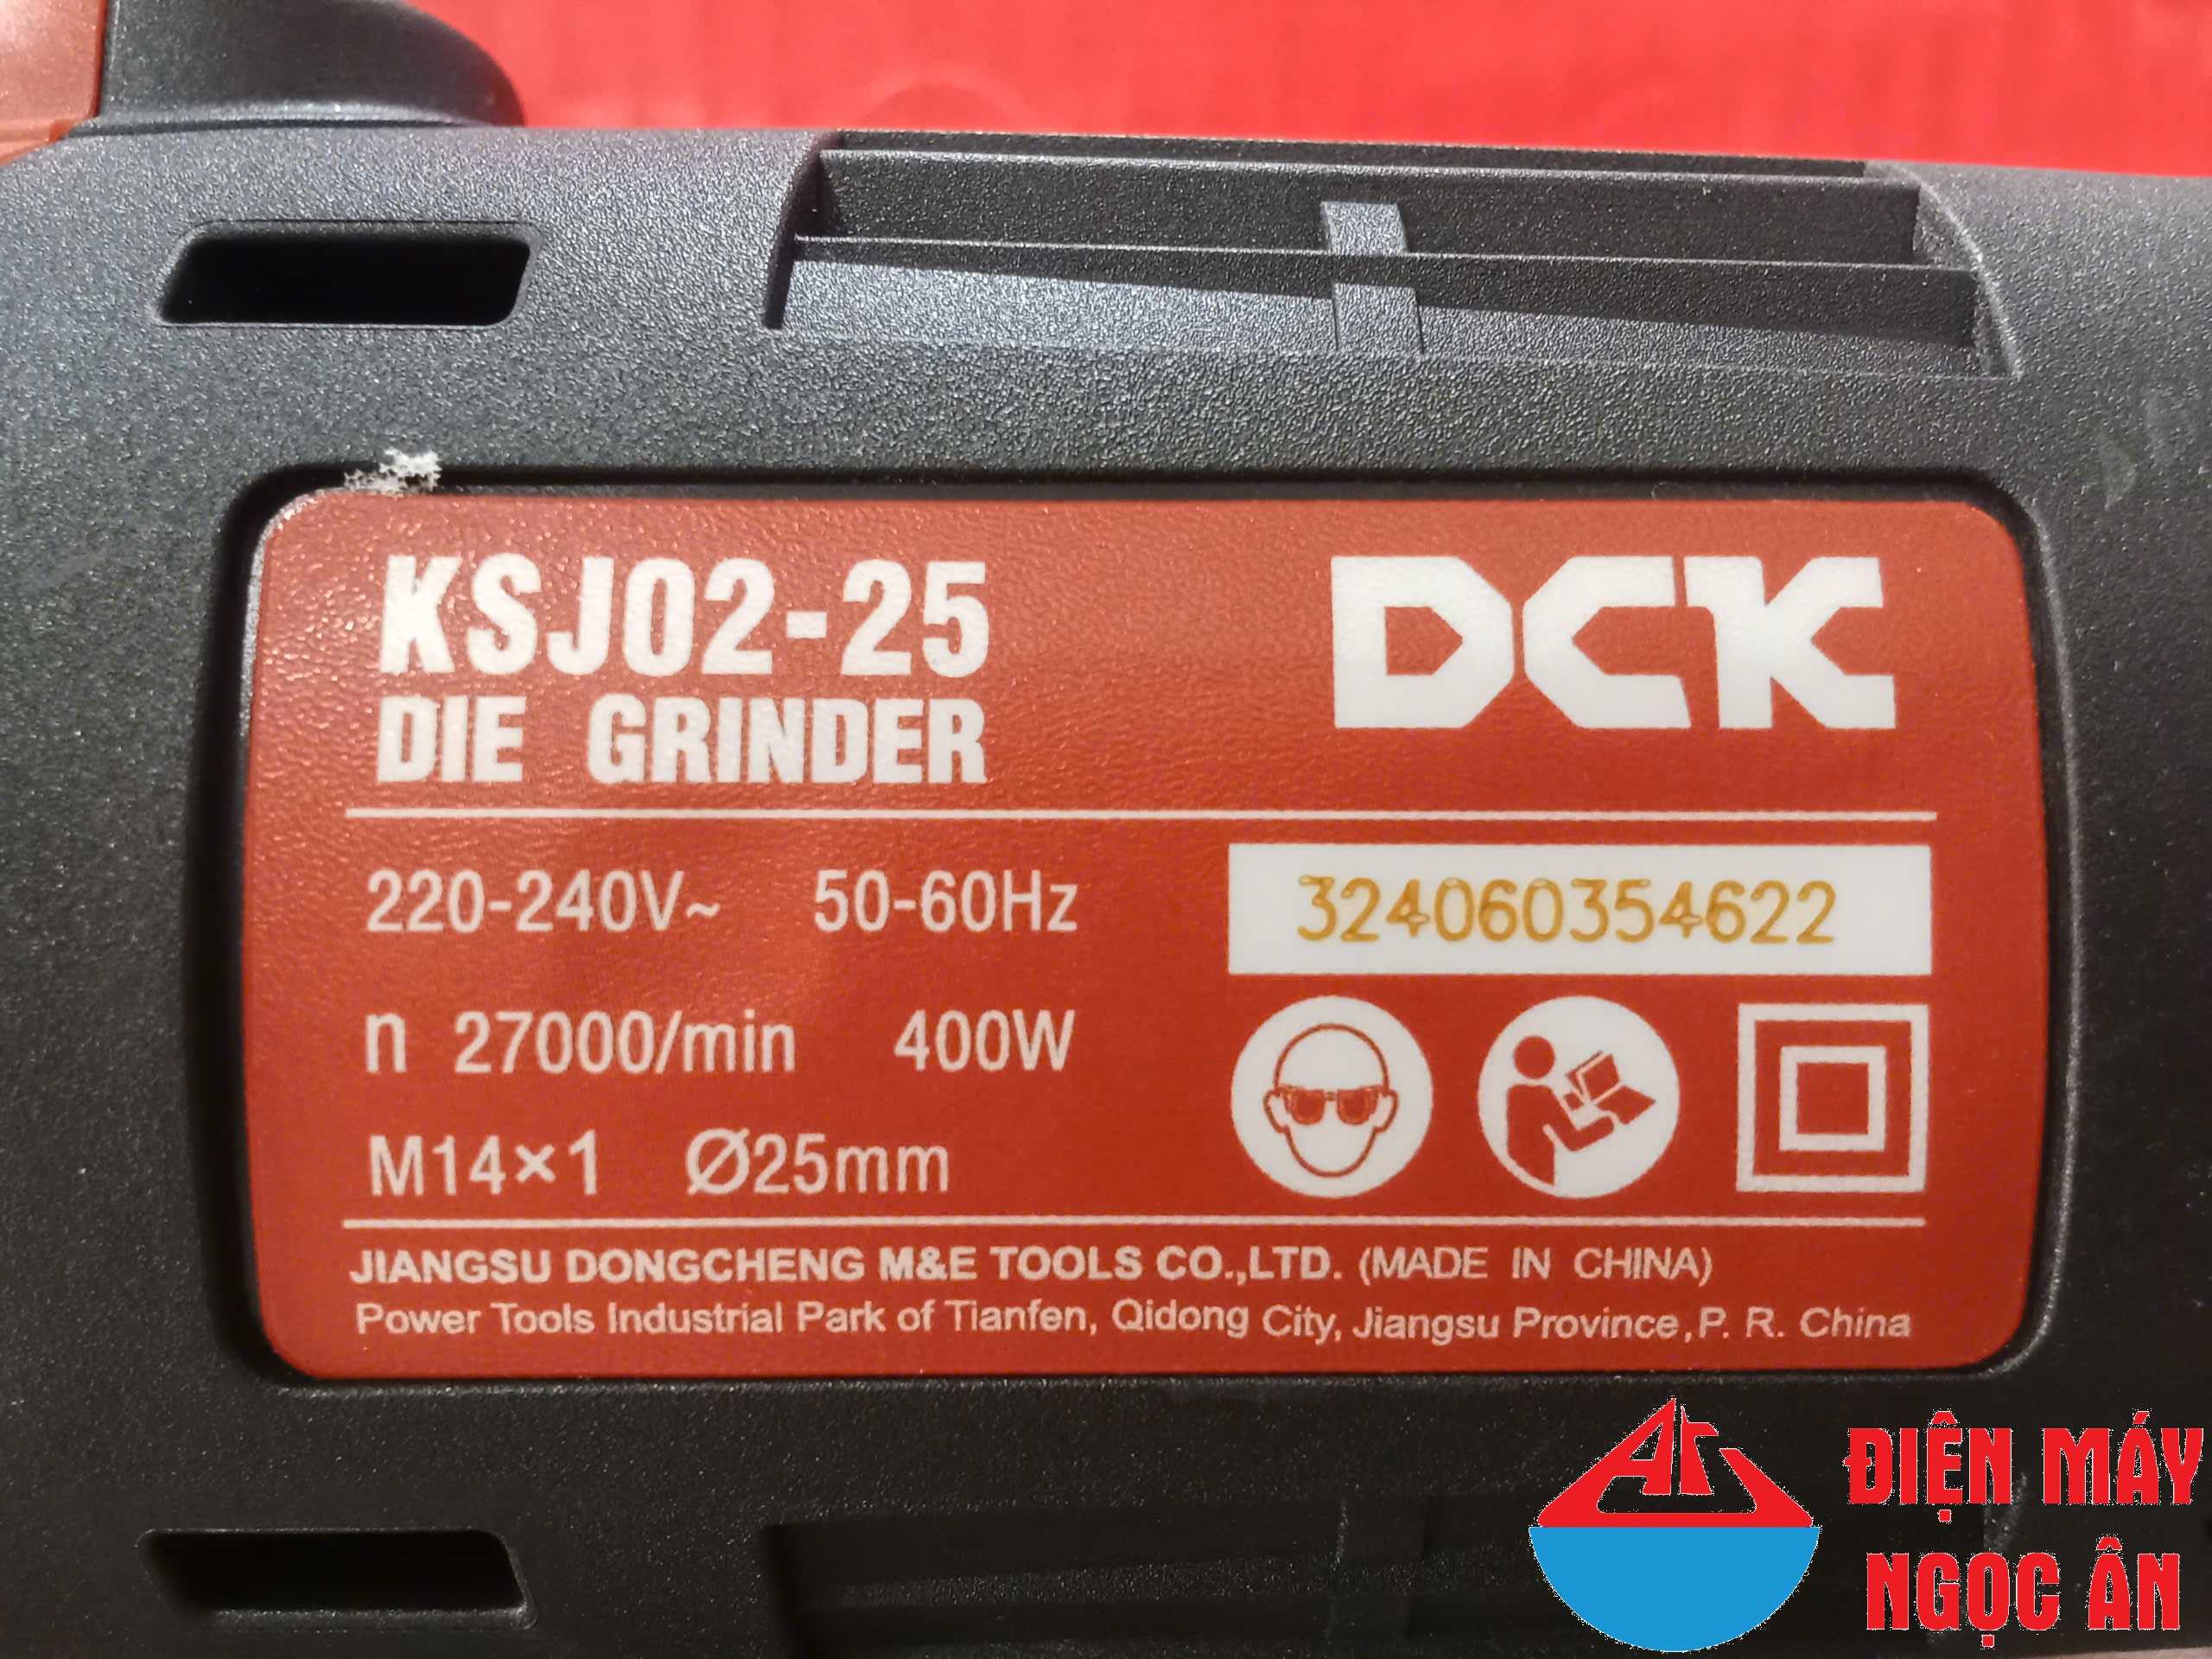 KSJ02-25
DCK
DIE GRINDER
220-240V~ 50-60Hz
324060354622
n 27000/min 400W
M14×1 Ø25mm
JIANGSU DONGCHENG M&E TOOLS CO.,LTD. (MADE IN CHINA)
Power Tools Industrial Park of Tianfen, Qidong City, Jiangsu Province, P. R. China
ĐIỆN MÁY
NGỌC ÂN